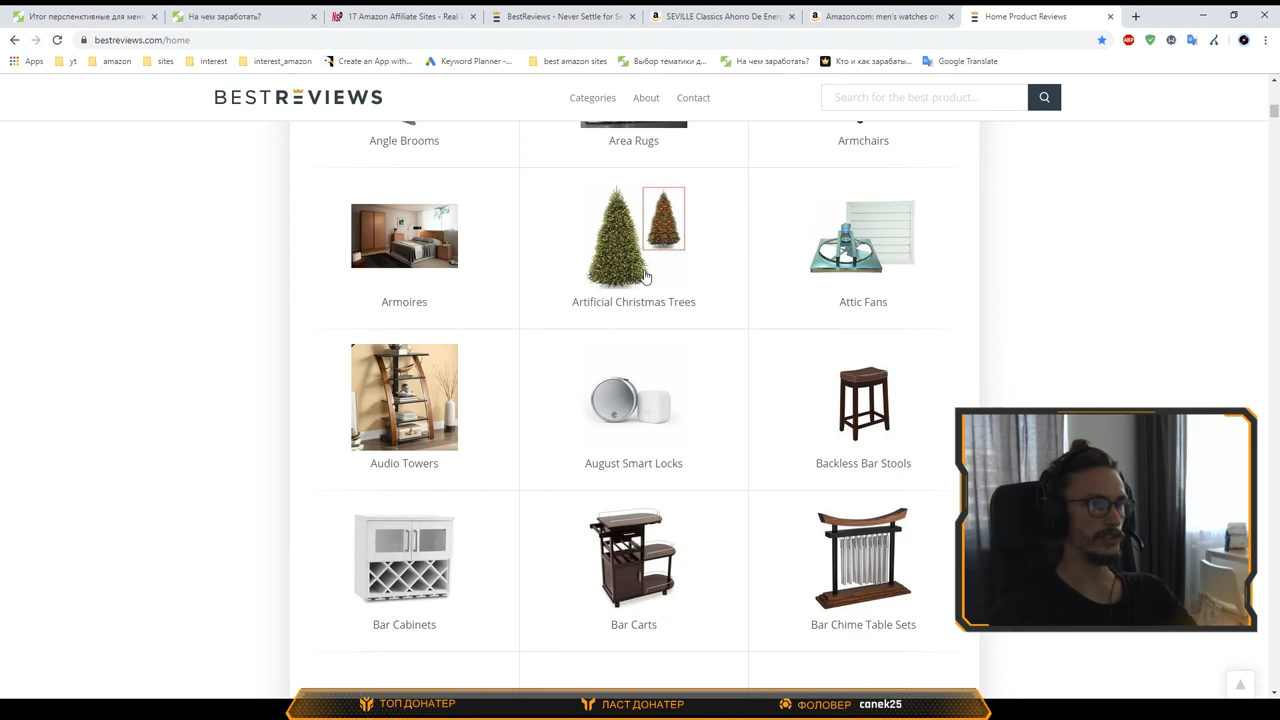 Итог перспенктивные для мен
На чем заработать?
17 Amazon Affiliate Sites - Real
BestReviews - Never Settle for Se
SEVILLE Classics Ahorro De Energ
Amazon.com: men's watches on
Home Product Reviews
bestreviews.com/home
Apps
yt
amazon
sites
interest
interest_amazon
Create an App with...
Keyword Planner -...
best amazon sites
Выбор тематики д...
На чем заработать?
Кто и как зарабаты...
Google Translate
BESTREVIEWS
Categories
About
Contact
Search for the best product...
Angle Brooms
Area Rugs
Armchairs
Armoires
Artificial Christmas Trees
Attic Fans
Audio Towers
August Smart Locks
Backless Bar Stools
Bar Cabinets
Bar Carts
Bar Chime Table Sets
ТОП ДОНАТЕР
ЛАСТ ДОНАТЕР
ФОЛОВЕР canek25